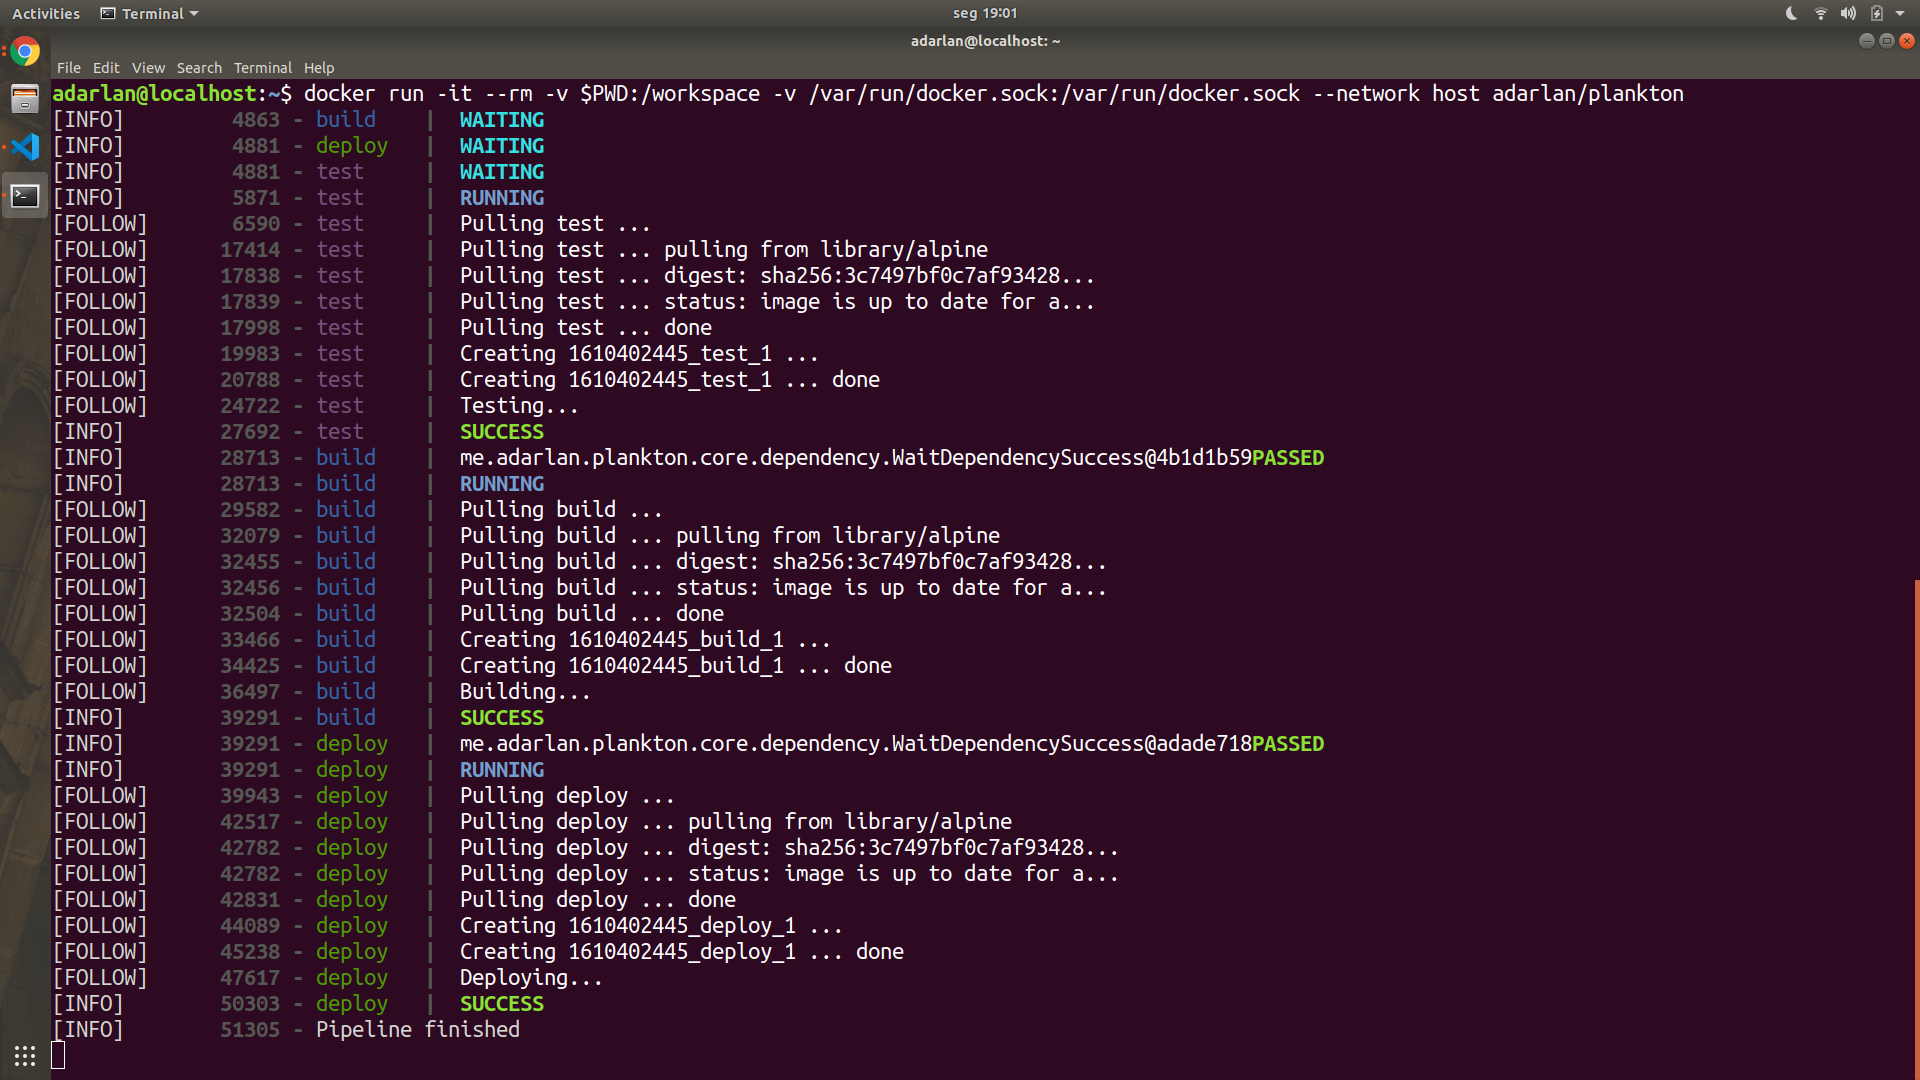 Activities Terminal seg 19:01
adarlan@localhost: ~
File Edit View Search Terminal Help
adarlan@localhost:~$ docker run -it --rm -v $PWD:/workspace -v /var/run/docker.sock:/var/run/docker.sock --network host adarlan/plankton
[INFO] 4863 - build | WAITING
[INFO] 4881 - deploy | WAITING
[INFO] 4881 - test | WAITING
[INFO] 5871 - test | RUNNING
[FOLLOW] 6590 - test | Pulling test ...
[FOLLOW] 17414 - test | Pulling test ... pulling from library/alpine
[FOLLOW] 17838 - test | Pulling test ... digest: sha256:3c7497bf0c7af93428...
[FOLLOW] 17839 - test | Pulling test ... status: image is up to date for a...
[FOLLOW] 17998 - test | Pulling test ... done
[FOLLOW] 19983 - test | Creating 1610402445_test_1 ...
[FOLLOW] 20788 - test | Creating 1610402445_test_1 ... done
[FOLLOW] 24722 - test | Testing...
[INFO] 27692 - test | SUCCESS
[INFO] 28713 - build | me.adarlan.plankton.core.dependency.WaitDependencySuccess@4b1d1b59PASSED
[INFO] 28713 - build | RUNNING
[FOLLOW] 29582 - build | Pulling build ...
[FOLLOW] 32079 - build | Pulling build ... pulling from library/alpine
[FOLLOW] 32455 - build | Pulling build ... digest: sha256:3c7497bf0c7af93428...
[FOLLOW] 32456 - build | Pulling build ... status: image is up to date for a...
[FOLLOW] 32504 - build | Pulling build ... done
[FOLLOW] 33466 - build | Creating 1610402445_build_1 ...
[FOLLOW] 34425 - build | Creating 1610402445_build_1 ... done
[FOLLOW] 36497 - build | Building...
[INFO] 39291 - build | SUCCESS
[INFO] 39291 - deploy | me.adarlan.plankton.core.dependency.WaitDependencySuccess@adade718PASSED
[INFO] 39291 - deploy | RUNNING
[FOLLOW] 39943 - deploy | Pulling deploy ...
[FOLLOW] 42517 - deploy | Pulling deploy ... pulling from library/alpine
[FOLLOW] 42782 - deploy | Pulling deploy ... digest: sha256:3c7497bf0c7af93428...
[FOLLOW] 42782 - deploy | Pulling deploy ... status: image is up to date for a...
[FOLLOW] 42831 - deploy | Pulling deploy ... done
[FOLLOW] 44089 - deploy | Creating 1610402445_deploy_1 ...
[FOLLOW] 45238 - deploy | Creating 1610402445_deploy_1 ... done
[FOLLOW] 47617 - deploy | Deploying...
[INFO] 50303 - deploy | SUCCESS
[INFO] 51305 - Pipeline finished